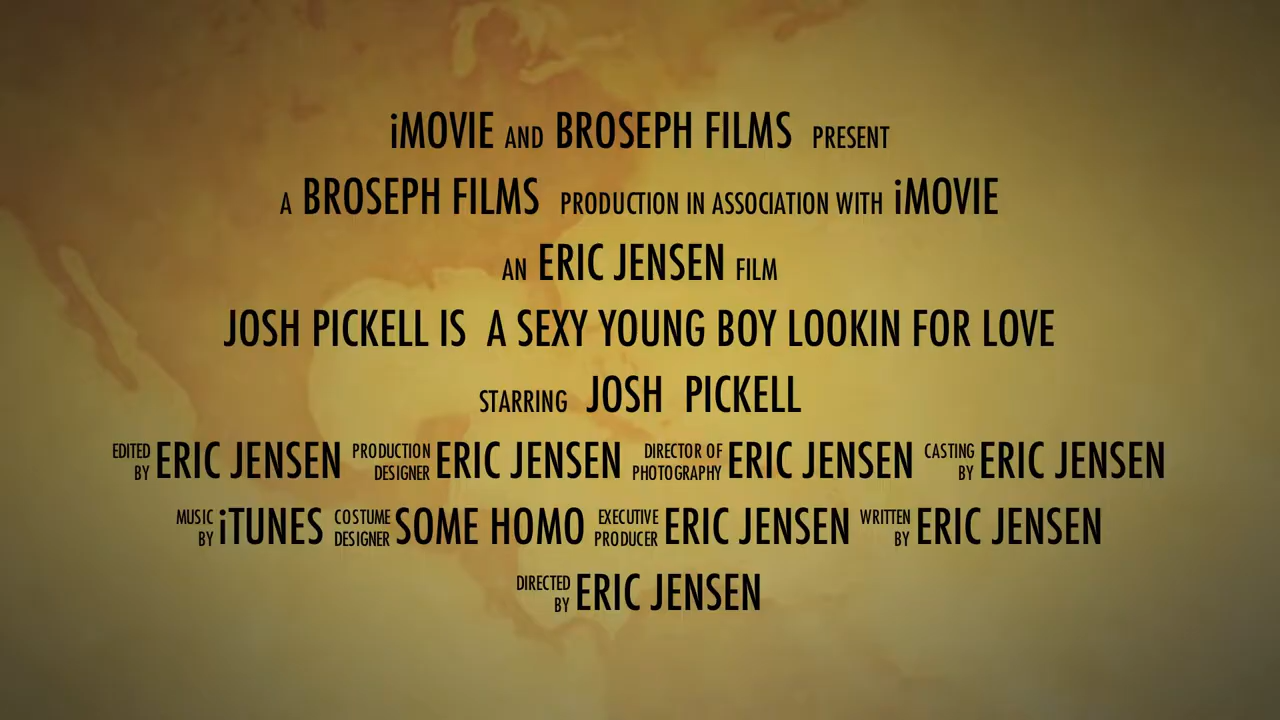 iMOVIE AND BROSEPH FILMS PRESENT
A BROSEPH FILMS PRODUCTION IN ASSOCIATION WITH iMOVIE
AN ERIC JENSEN FILM
JOSH PICKELL IS A SEXY YOUNG BOY LOOKIN FOR LOVE
STARRING JOSH PICKELL
EDITED BY ERIC JENSEN PRODUCTION DESIGNER ERIC JENSEN DIRECTOR OF PHOTOGRAPHY ERIC JENSEN CASTING BY ERIC JENSEN
MUSIC BY iTUNES COSTUME DESIGNER SOME HOMO EXECUTIVE PRODUCER ERIC JENSEN WRITTEN BY ERIC JENSEN
DIRECTED BY ERIC JENSEN